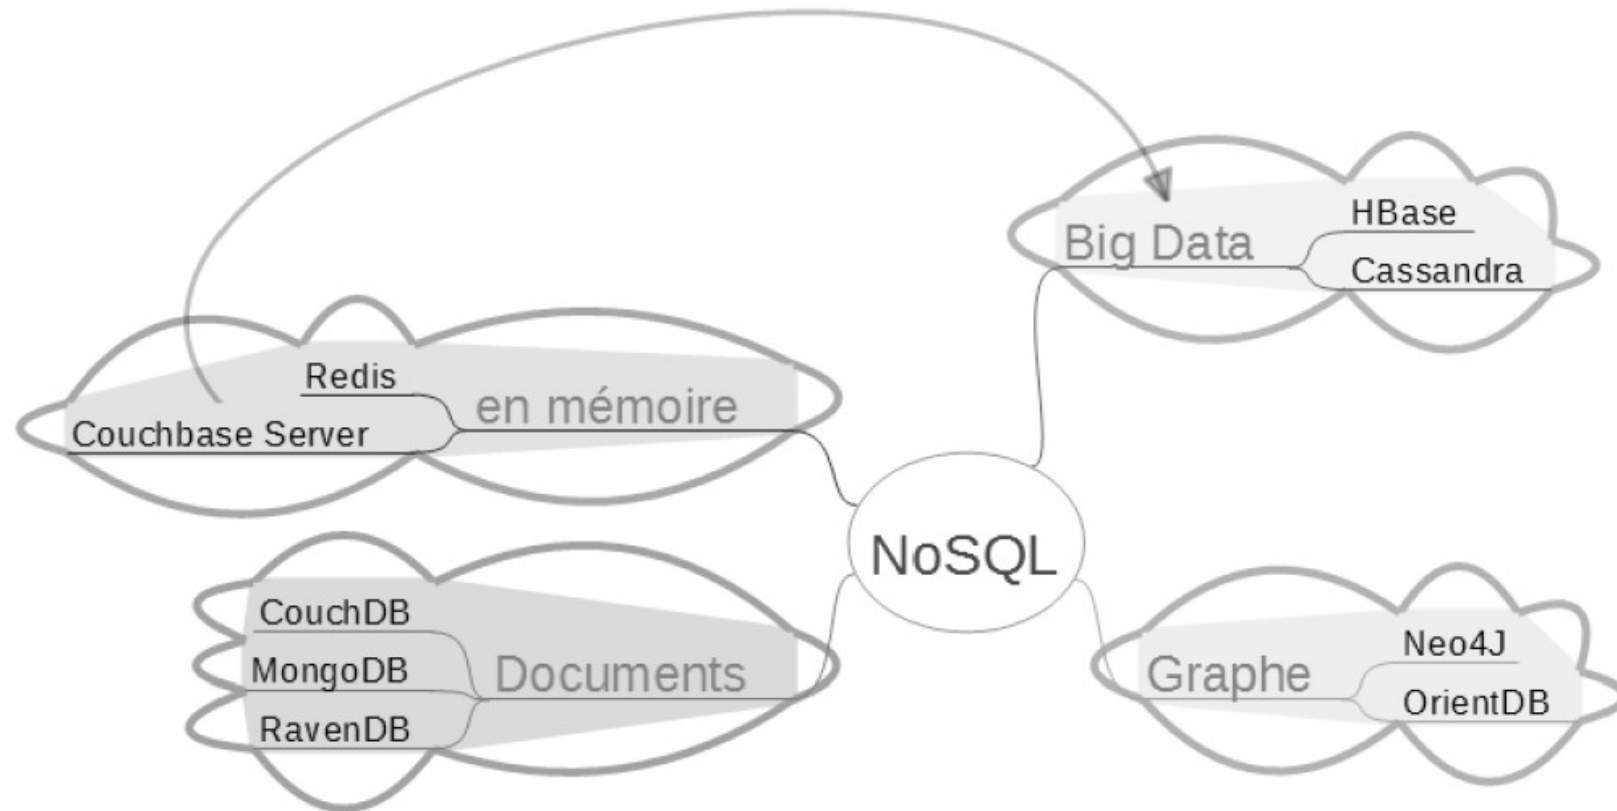 Big Data
HBase
Cassandra
Redis
Couchbase Server
en mémoire
NoSQL
CouchDB
MongoDB
RavenDB
Documents
Graphe
Neo4J
OrientDB